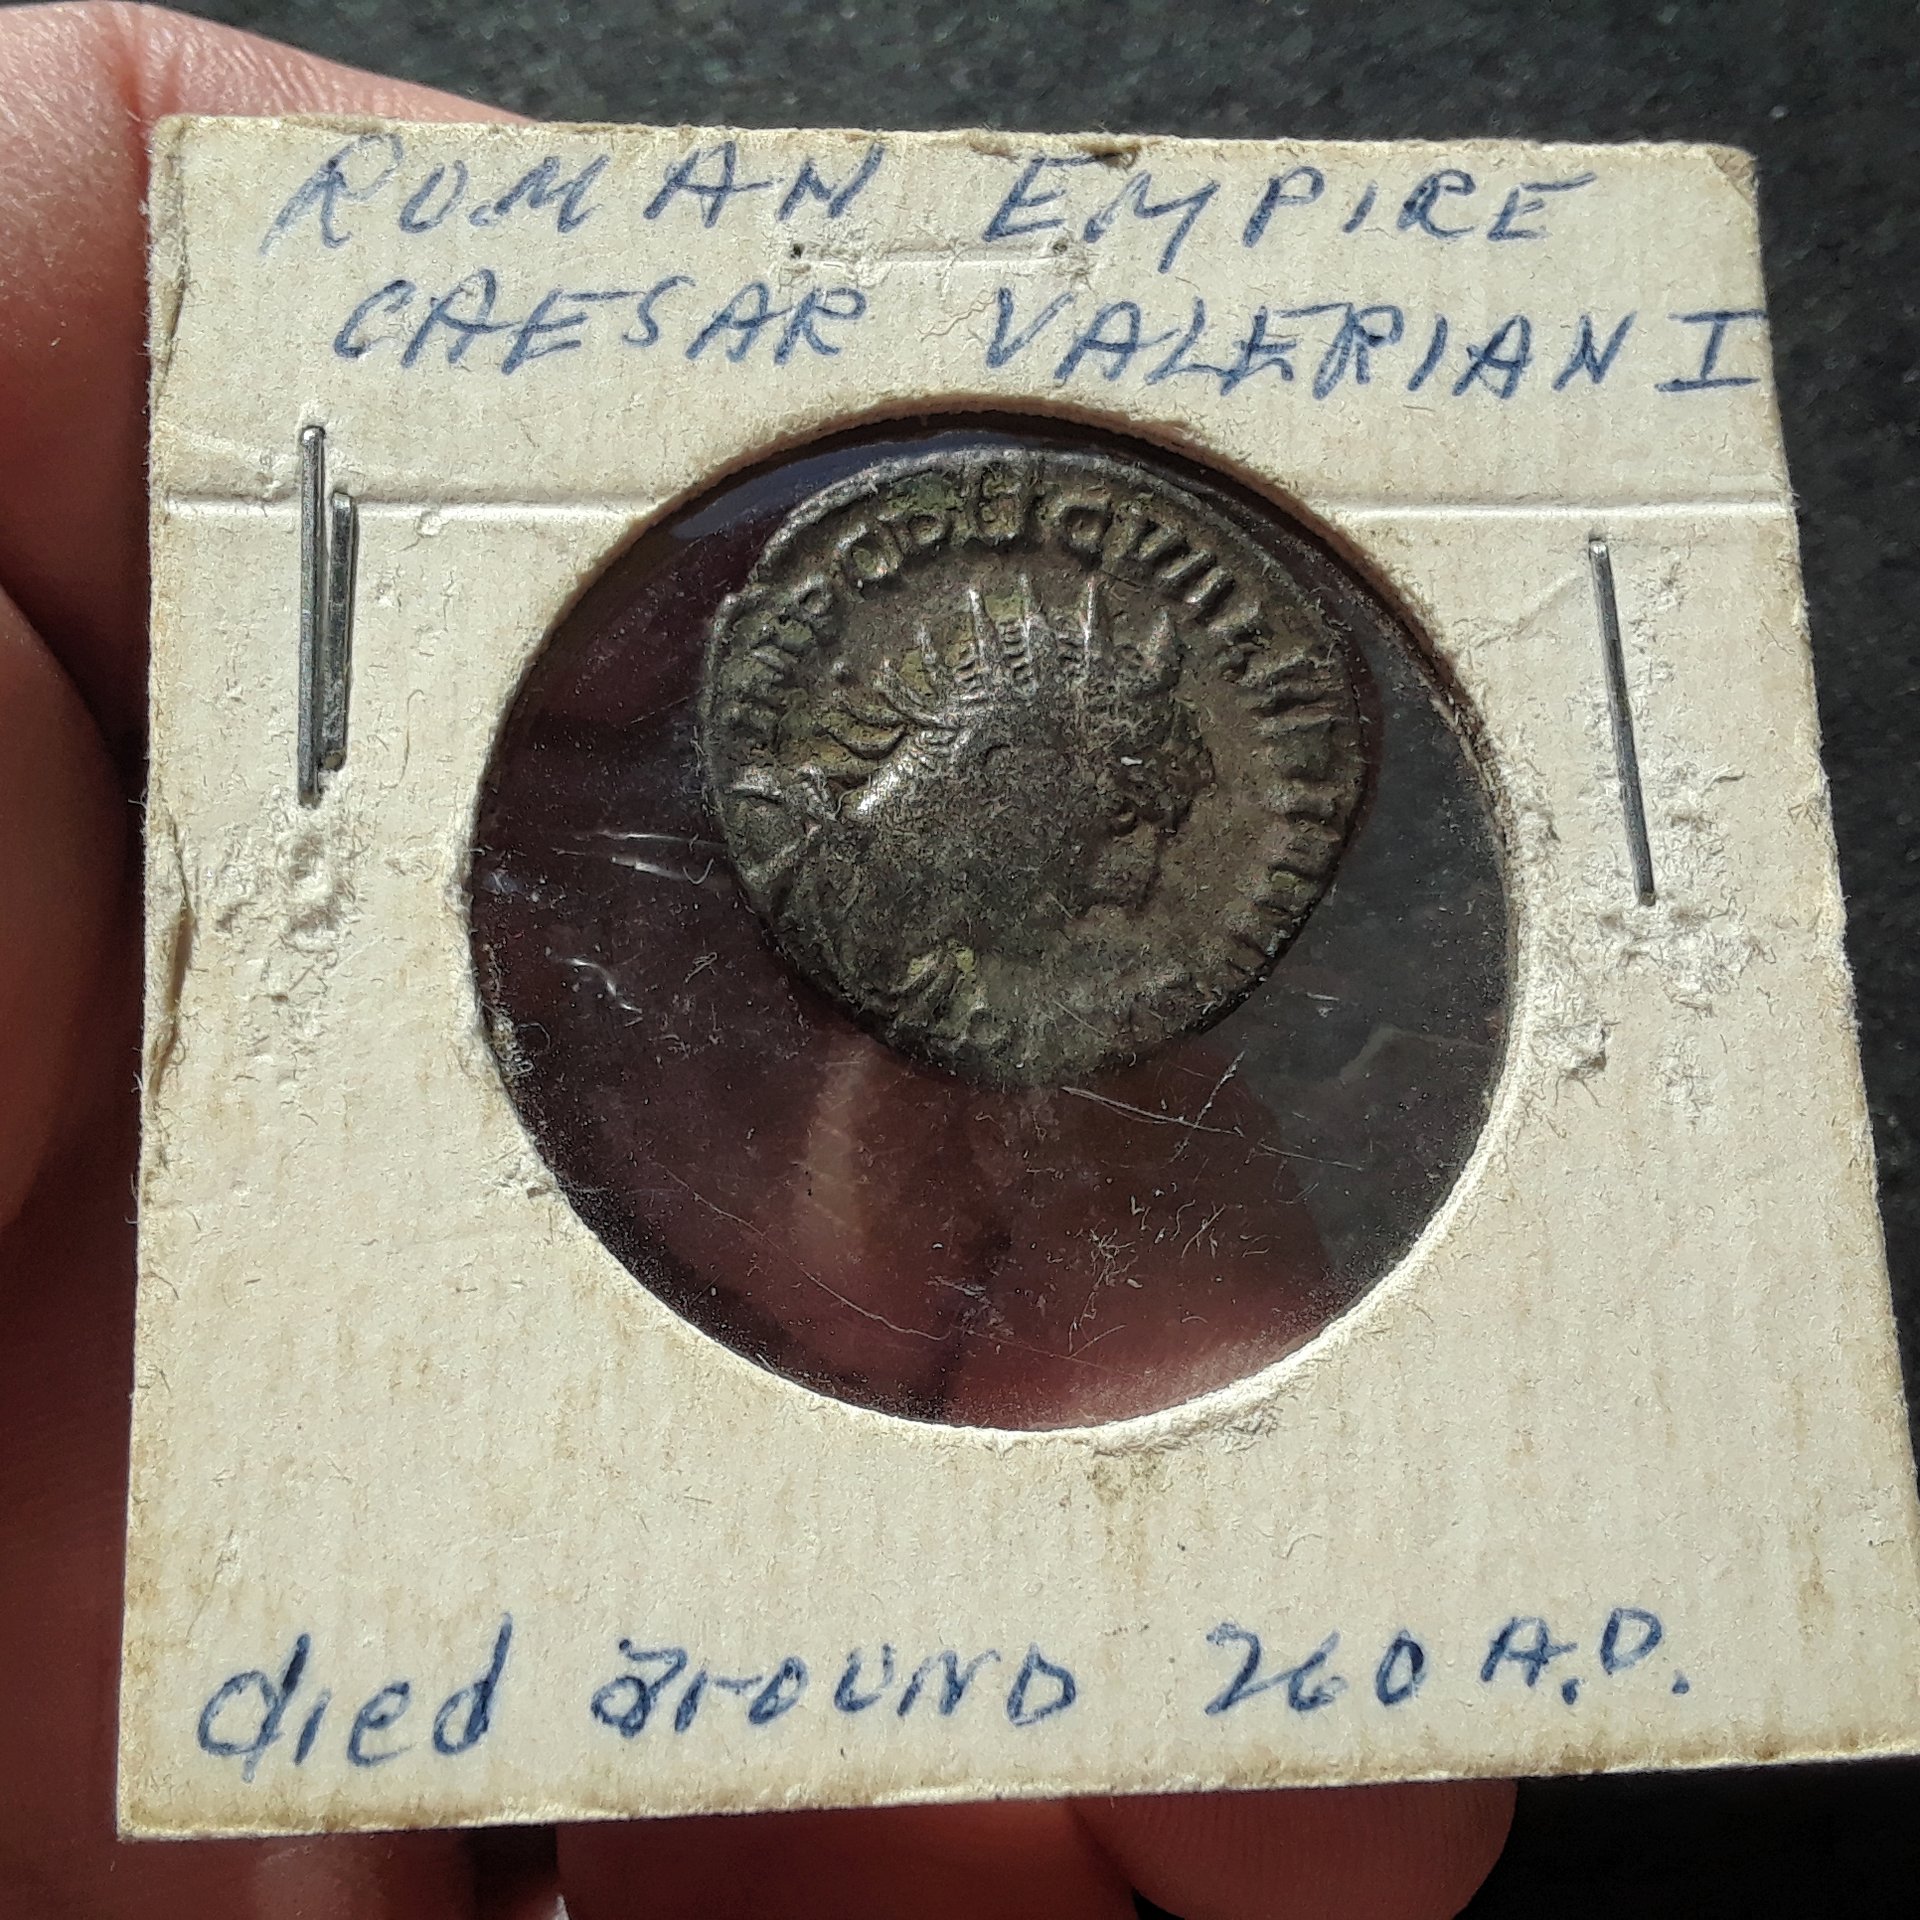 ROMAN EMPIRE
CAESAR VALERIAN I
died around 260 A.D.